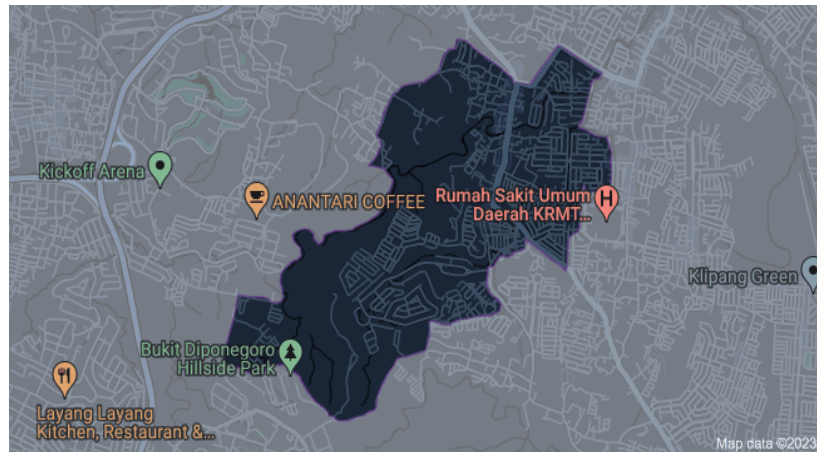 Kickoff Arena
ANANTARI COFFEE
Rumah Sakit Umum
Daerah KRMT...
Klipang Green
Bukit Diponegoro
Hillside Park
Layang Layang
Kitchen, Restaurant &...
Map data ©2023